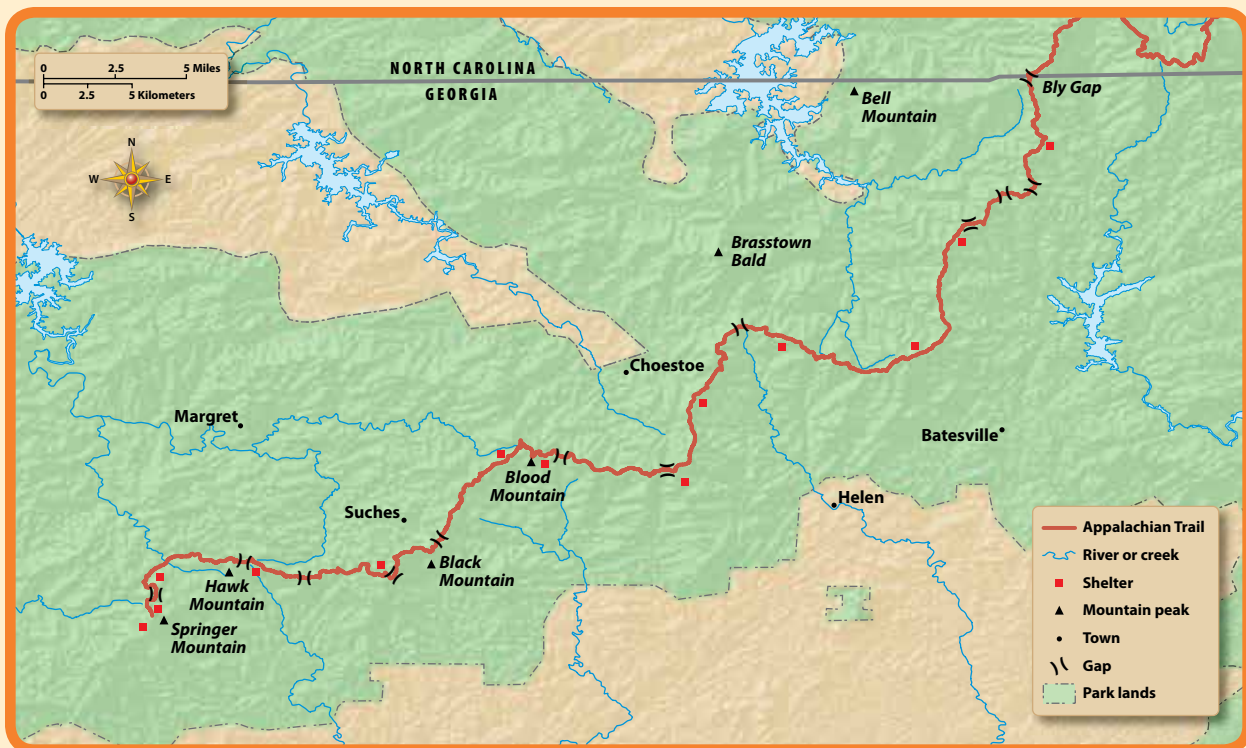 0 2.5 5 Miles
0 2.5 5 Kilometers
NORTH CAROLINA
GEORGIA
Bly Gap
Bell
Mountain
N
W E
S
Brasstown
Bald
Choestoe
Margret
Batesville
Blood
Mountain
Helen
Suches
Black
Mountain
Hawk
Mountain
Springer
Mountain
Appalachian Trail
River or creek
Shelter
Mountain peak
Town
Gap
Park lands